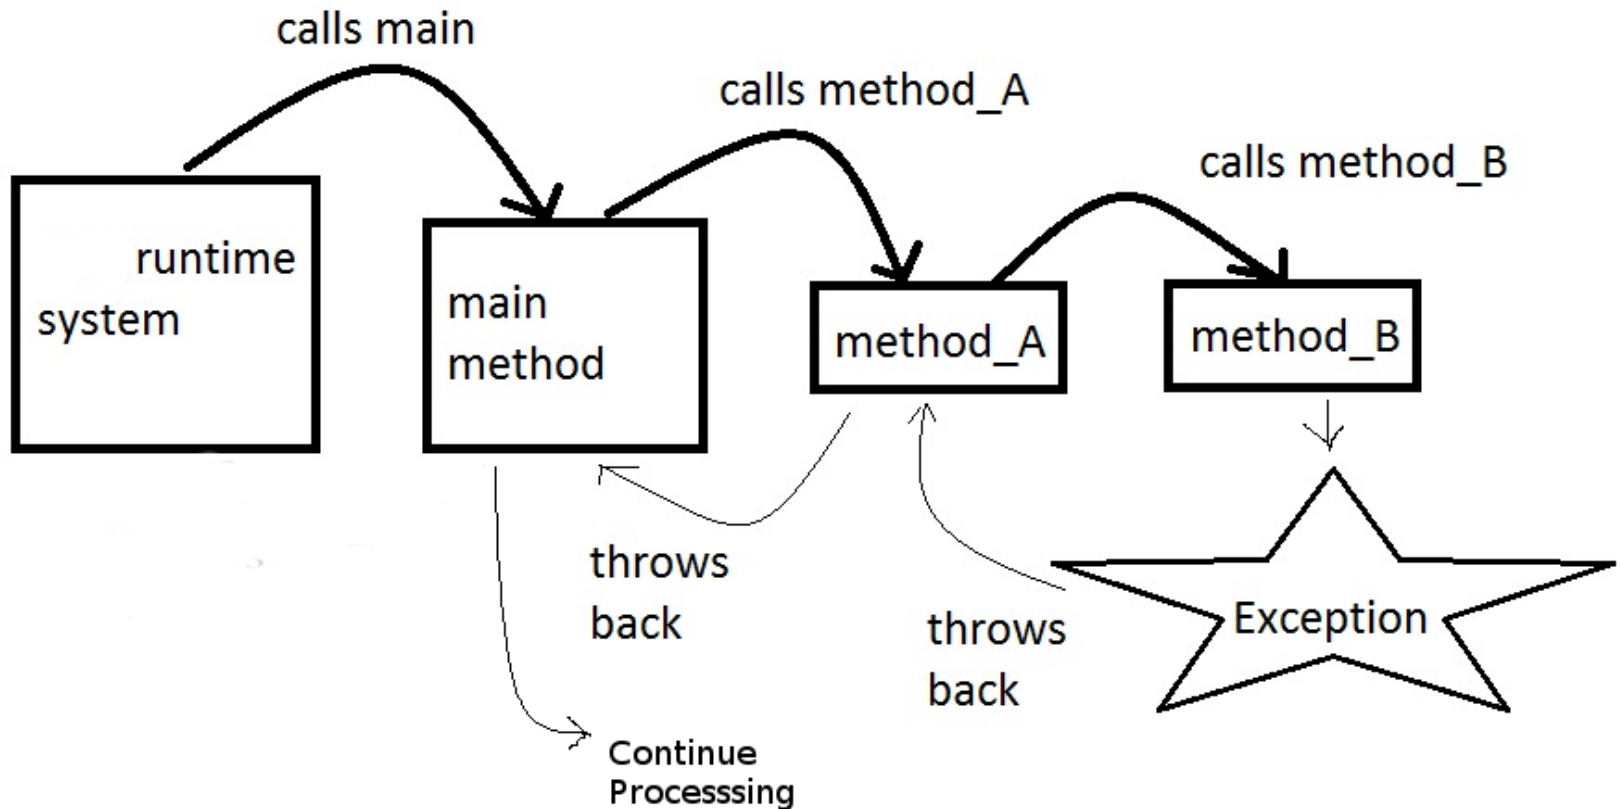 calls main
calls method_A
calls method_B
runtime
system
main
method
method_A
method_B
throws
back
throws
back
Exception
Continue
Processsing